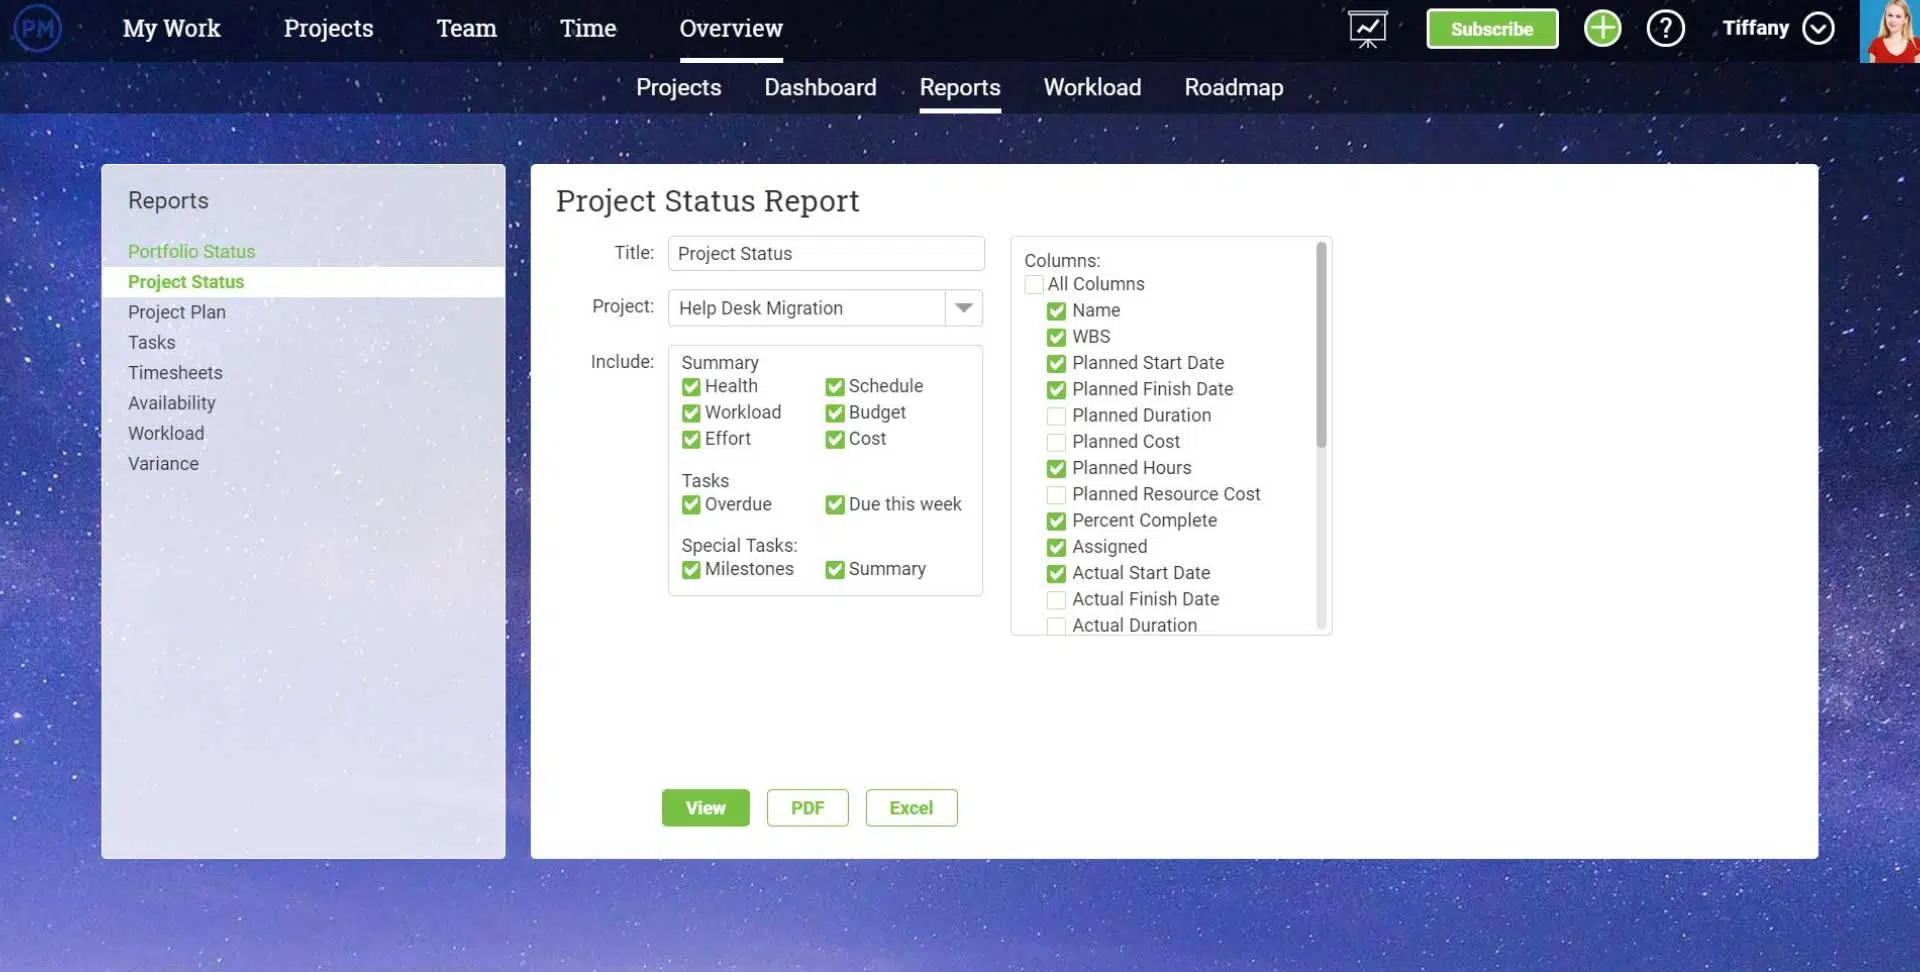 PM My Work Projects Team Time Overview Subscribe ? Tiffany
Projects Dashboard Reports Workload Roadmap
Reports
Portfolio Status
Project Status
Project Plan
Tasks
Timesheets
Availability
Workload
Variance
Project Status Report
Title: Project Status
Project: Help Desk Migration
Include: Summary
Health Schedule
Workload Budget
Effort Cost
Tasks
Overdue Due this week
Special Tasks:
Milestones Summary
Columns:
All Columns
Name
WBS
Planned Start Date
Planned Finish Date
Planned Duration
Planned Cost
Planned Hours
Planned Resource Cost
Percent Complete
Assigned
Actual Start Date
Actual Finish Date
Actual Duration
View PDF Excel